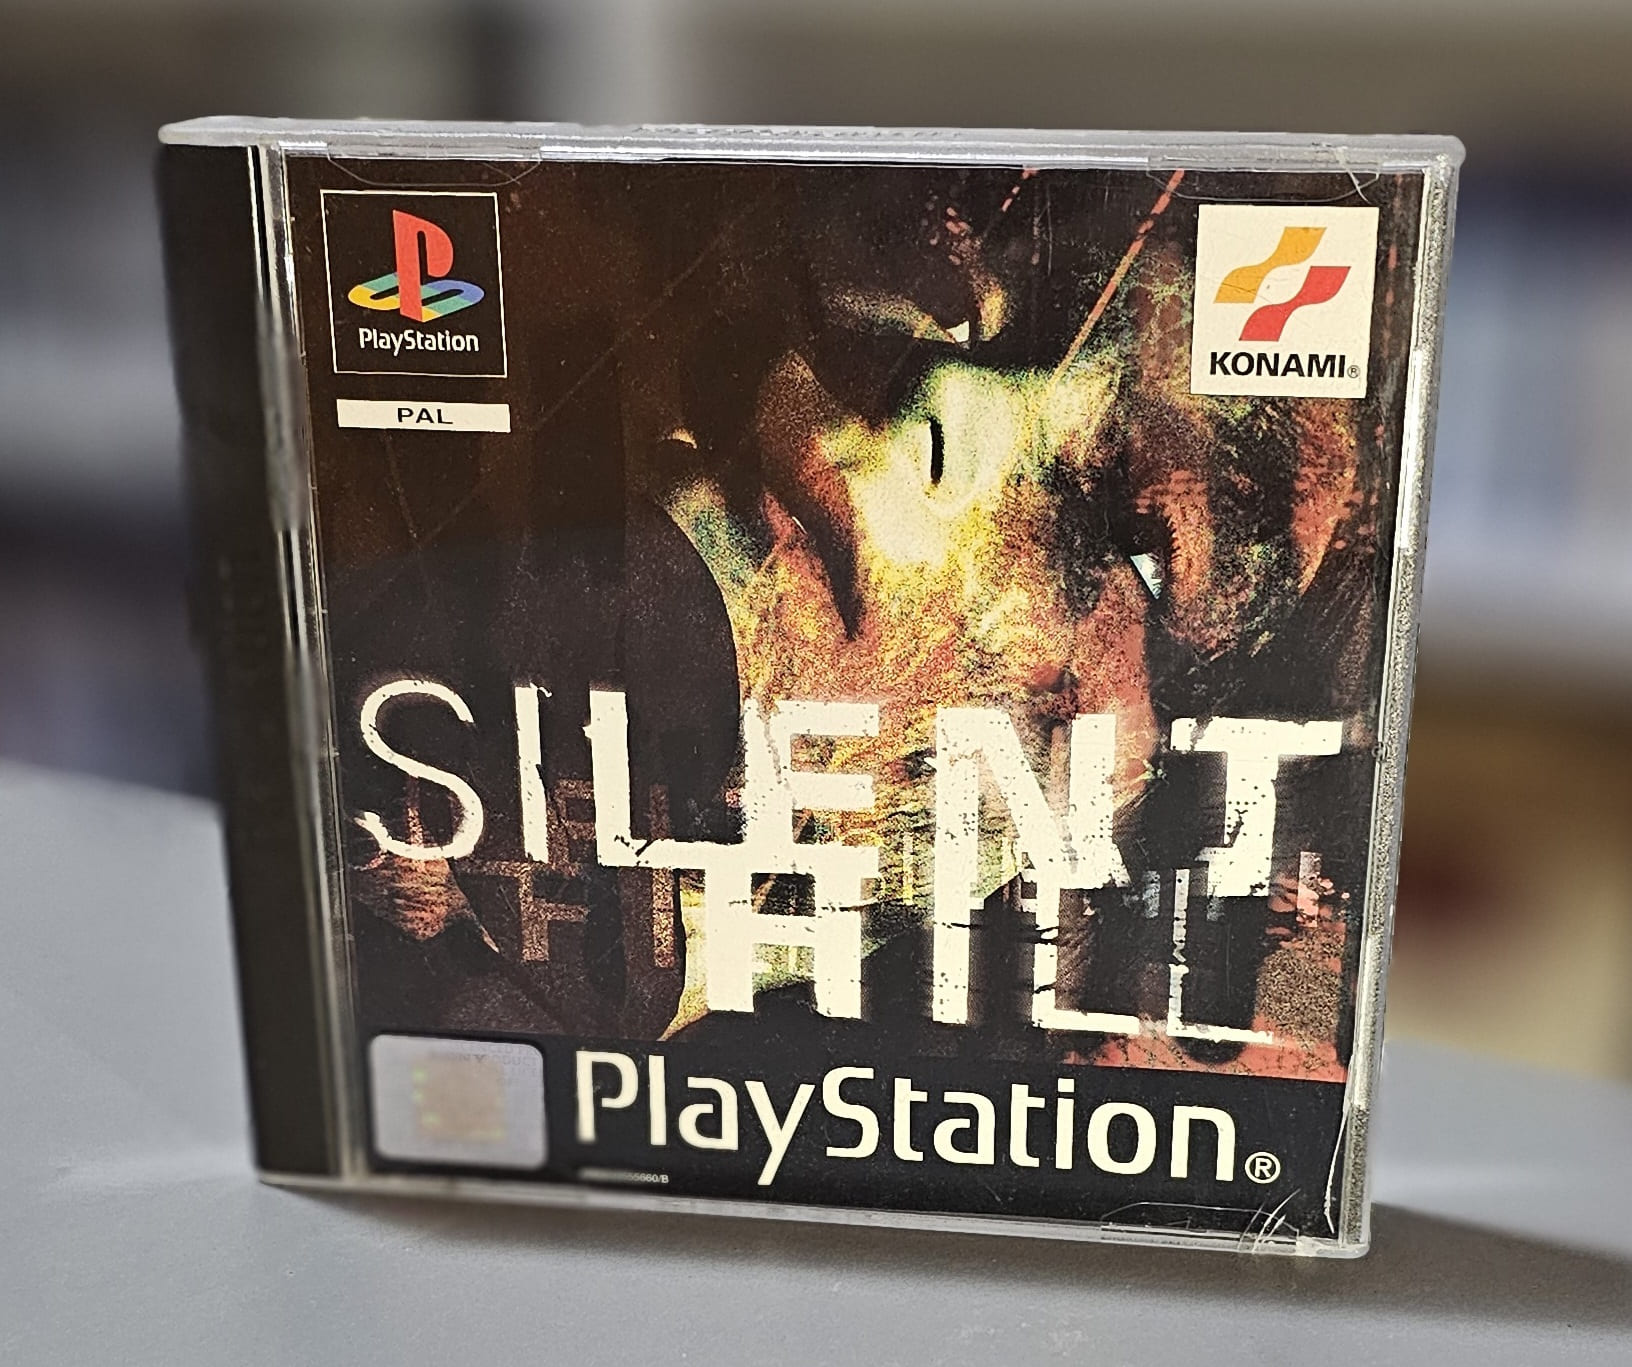 PlayStation
PAL
KONAMI®
SILENT
HILL
PlayStation®